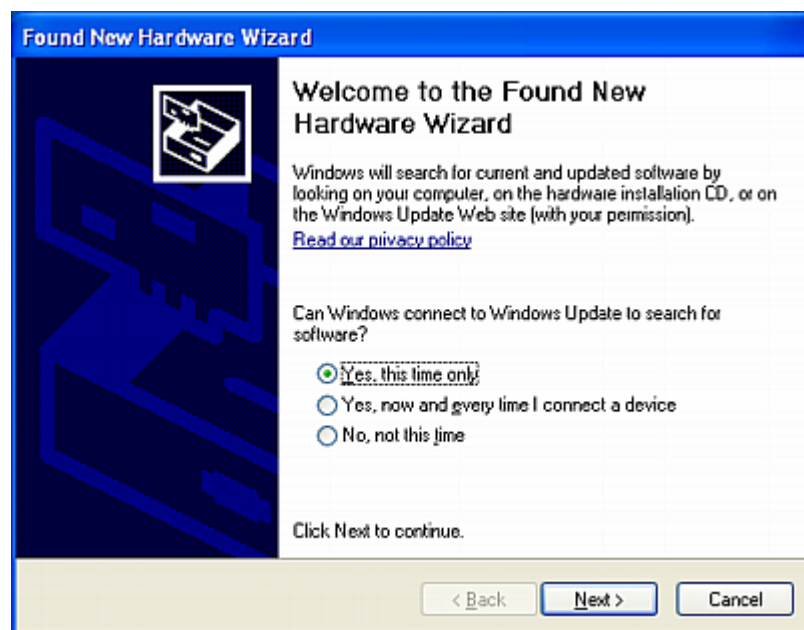 Found New Hardware Wizard
Welcome to the Found New
Hardware Wizard
Windows will search for current and updated software by
looking on your computer, on the hardware installation CD, or on
the Windows Update Web site (with your permission).
Read our privacy policy
Can Windows connect to Windows Update to search for
software?
Yes, this time only
Yes, now and every time I connect a device
No, not this time
Click Next to continue.
< Back
Next >
Cancel